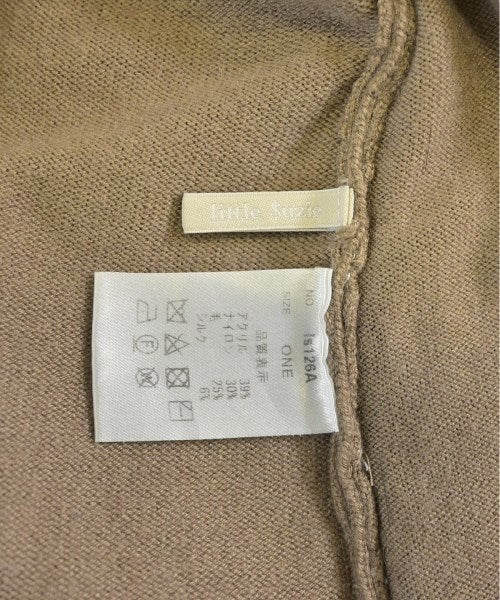 little $uzie
NO. ls126A
SIZE ONE
品質表示
アクリル 39%
ナイロン 30%
毛 25%
シルク 6%